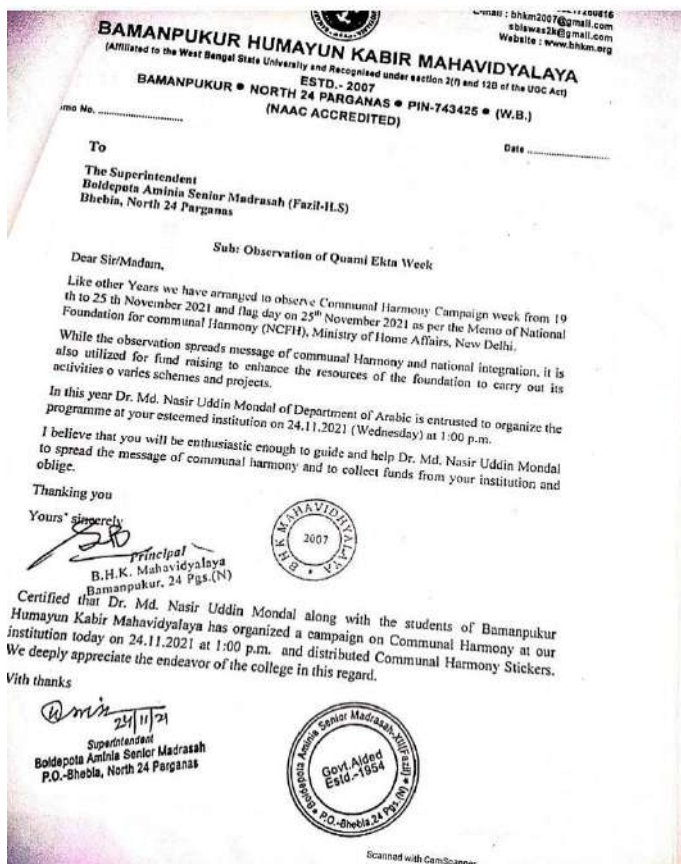 E-mail : bhkm2007@gmail.com
sbiswas2k@gmail.com
Website : www.bhkm.org
BAMANPUKUR HUMAYUN KABIR MAHAVIDYALAYA
(Affiliated to the West Bengal State University and Recognised under section 2(f) and 12B of the UGC Act)
ESTD.- 2007
BAMANPUKUR ● NORTH 24 PARGANAS ● PIN-743425 ● (W.B.)
(NAAC ACCREDITED)
emo No. ..........................
Date ..........................
To
The Superintendent
Boldepota Aminia Senior Madrasah (Fazil-ILS)
Bhebia, North 24 Parganas
Sub: Observation of Quami Ekta Week
Dear Sir/Madam,
Like other Years we have arranged to observe Communal Harmony Campaign week from 19
th to 25 th November 2021 and flag day on 25th November 2021 as per the Memo of National
Foundation for communal Harmony (NCFH), Ministry of Home Affairs, New Delhi.
While the observation spreads message of communal Harmony and national integration, it is
also utilized for fund raising to enhance the resources of the foundation to carry out its
activities o varies schemes and projects.
In this year Dr. Md. Nasir Uddin Mondal of Department of Arabic is entrusted to organize the
programme at your esteemed institution on 24.11.2021 (Wednesday) at 1:00 p.m.
I believe that you will be enthusiastic enough to guide and help Dr. Md. Nasir Uddin Mondal
to spread the message of communal harmony and to collect funds from your institution and
oblige.
Thanking you
Yours' sincerely
Principal
B.H.K. Mahavidyalaya
Bamanpukur, 24 Pgs.(N)
BHK MAHAVIDHYALAYA
2007
Certified that Dr. Md. Nasir Uddin Mondal along with the students of Bamanpukur
Humayun Kabir Mahavidyalaya has organized a campaign on Communal Harmony at our
institution today on 24.11.2021 at 1:00 p.m. and distributed Communal Harmony Stickers.
We deeply appreciate the endeavor of the college in this regard.
With thanks
24/11/21
Superintendent
Boldepota Aminia Senior Madrasah
P.O.-Bhebia, North 24 Parganas
Boldepota Aminia Senior Madrasah-XII(Fazil)
Govt.Aided
Estd.-1954
P.O.-Bhebia,24 Pgs.(N)
Scanned with CamScanner